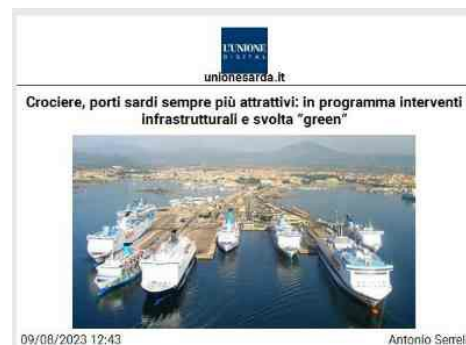 L'UNIONE
DIGITAL
unionesarda.it
Crociere, porti sardi sempre più attrattivi: in programma interventi
infrastrutturali e svolta “green”
09/08/2023 12:43
Antonio Serreli